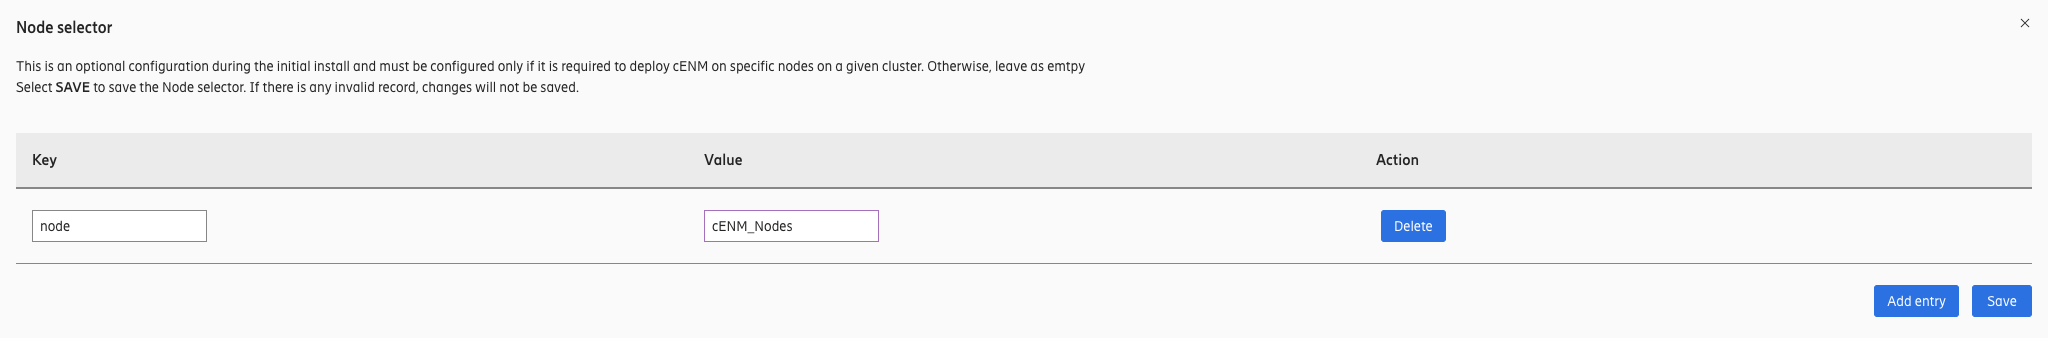 Node selector
×
This is an optional configuration during the initial install and must be configured only if it is required to deploy cENM on specific nodes on a given cluster. Otherwise, leave as emtpy
Select SAVE to save the Node selector. If there is any invalid record, changes will not be saved.
Key Value Action
node cENM_Nodes Delete
Add entry Save